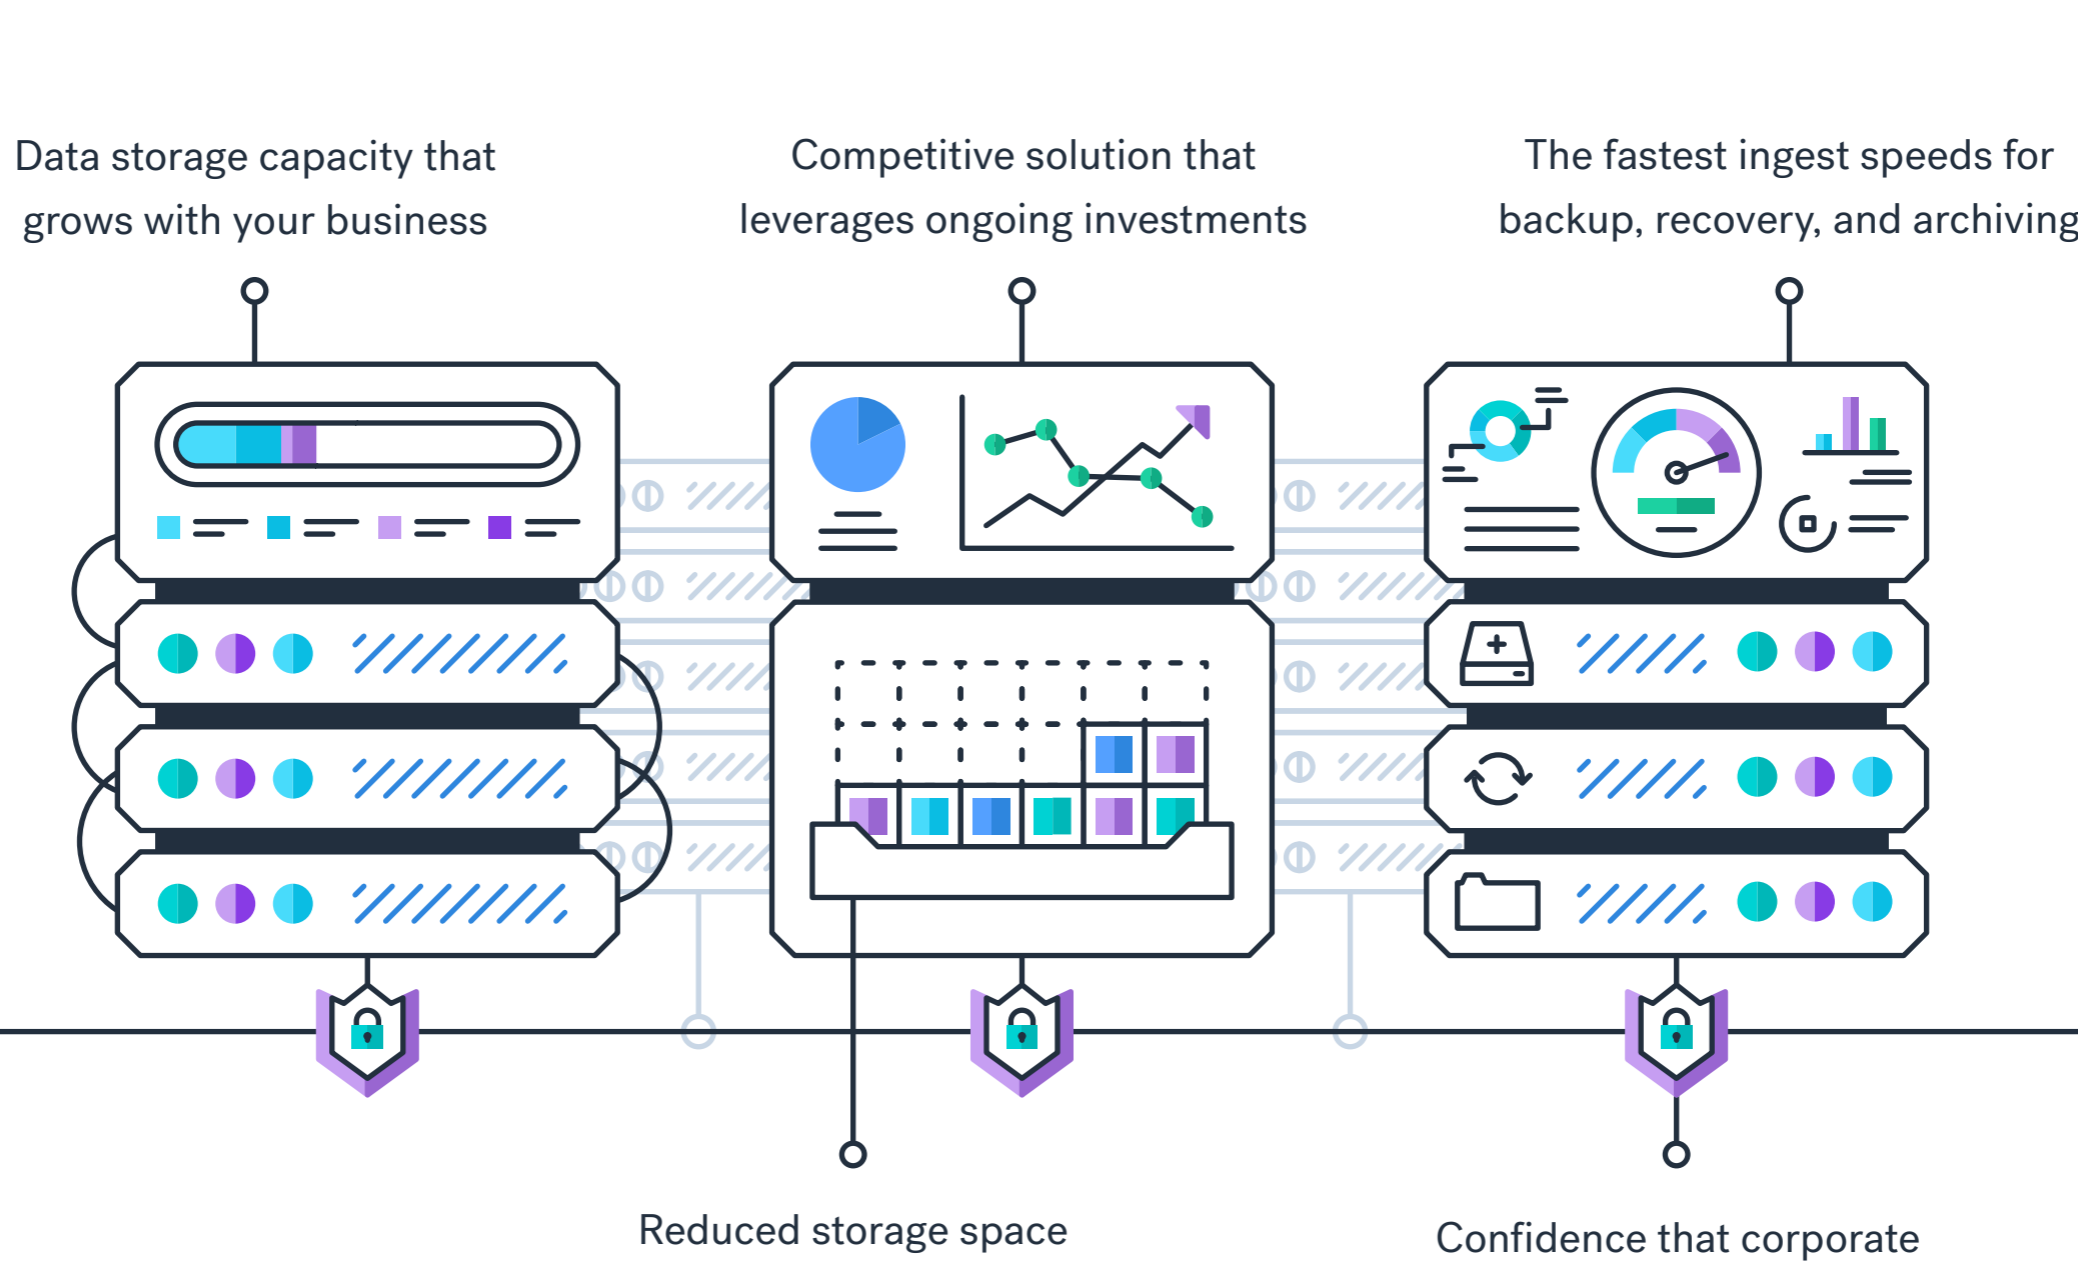 Data storage capacity that
grows with your business
Competitive solution that
leverages ongoing investments
The fastest ingest speeds for
backup, recovery, and archiving
Reduced storage space
Confidence that corporate